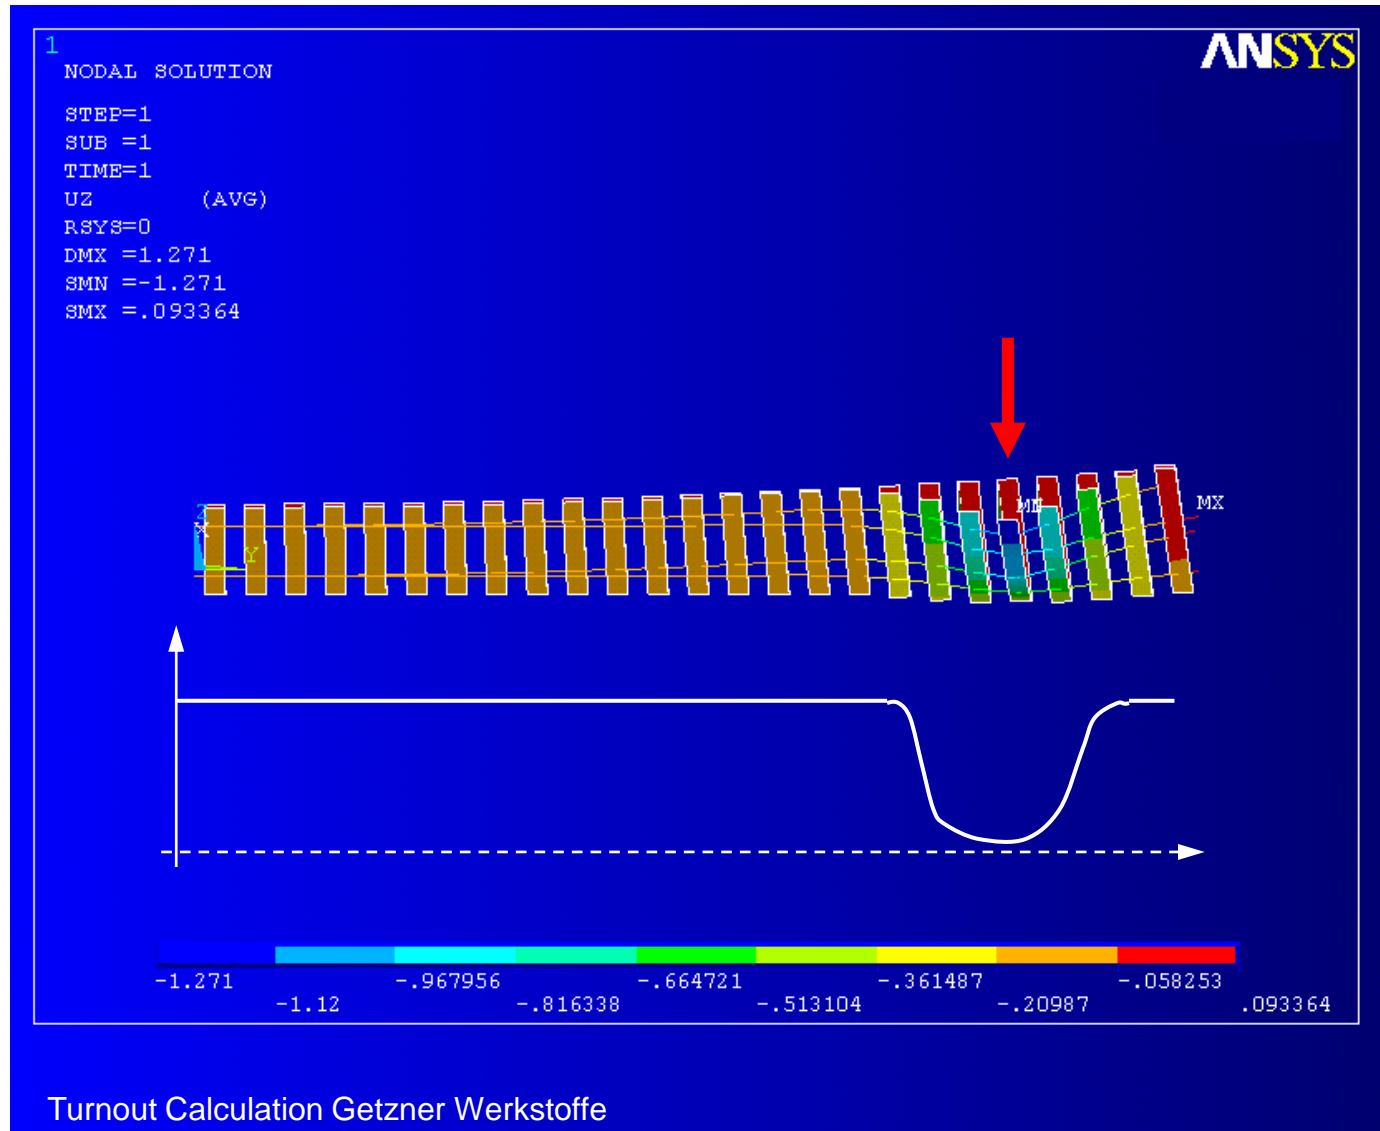 1
ANSYS
NODAL SOLUTION
STEP=1
SUB =1
TIME=1
UZ (AVG)
RSYS=0
DMX =1.271
SMN =-1.271
SMX =.093364
Z
X
Y
MN
MX
-1.271
-1.12
-.967956
-.816338
-.664721
-.513104
-.361487
-.20987
-.058253
.093364
Turnout Calculation Getzner Werkstoffe